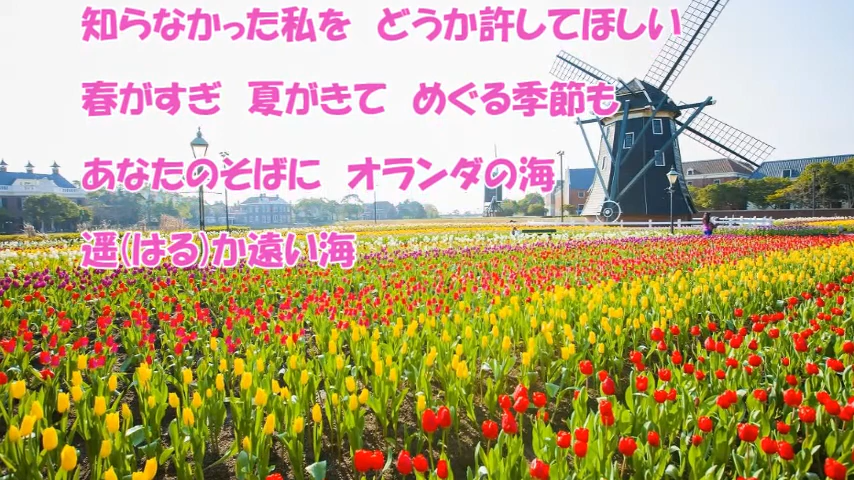 知らなかった私を　どうか許してほしい
春がすぎ　夏がきて　めぐる季節も
あなたのそばに　オランダの海
遥(はる)か遠い海